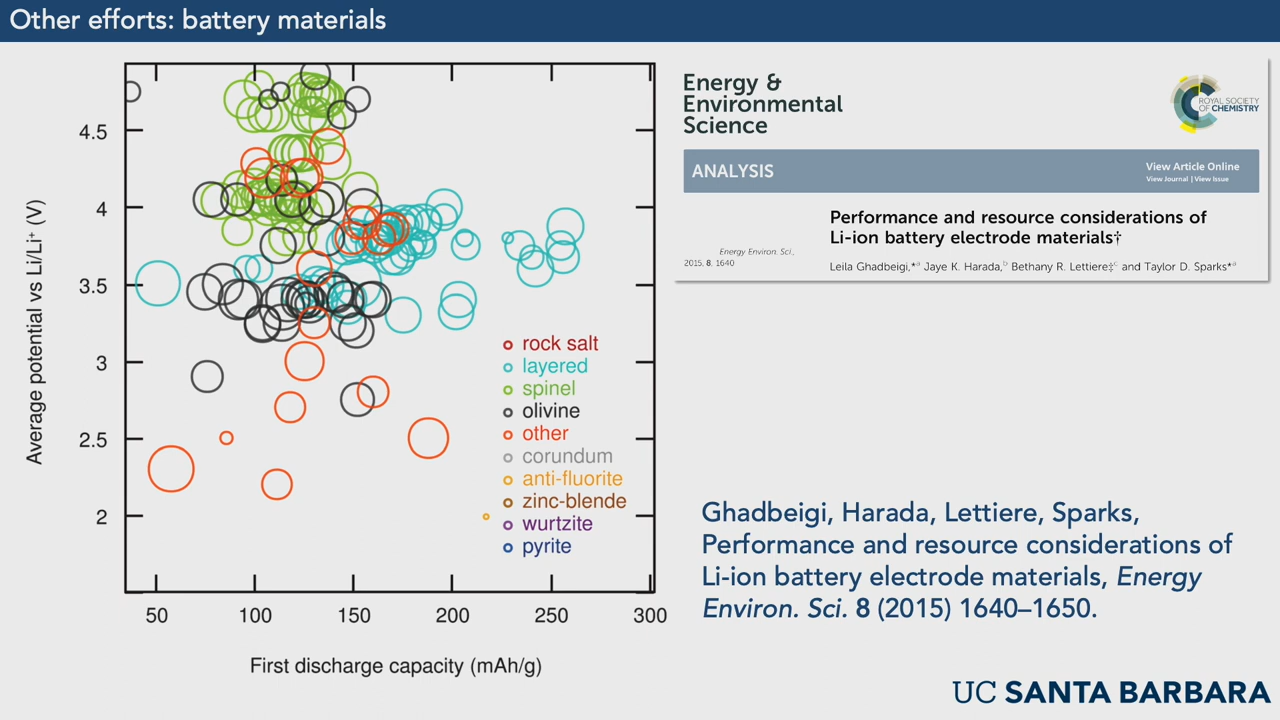 Other efforts: battery materials
Average potential vs Li/Li⁺ (V)
4.5
4
3.5
3
2.5
2
50
100
150
200
250
300
First discharge capacity (mAh/g)
rock salt
layered
spinel
olivine
other
corundum
anti-fluorite
zinc-blende
wurtzite
pyrite
Energy &
Environmental
Science
ROYAL SOCIETY
OF CHEMISTRY
ANALYSIS
View Article Online
View Journal | View Issue
Performance and resource considerations of
Li-ion battery electrode materials†
Energy Environ. Sci.,
2015, 8, 1640
Leila Ghadbeigi,*ᵃ Jaye K. Harada,ᵇ Bethany R. Lettiere‡ᶜ and Taylor D. Sparks*ᵃ
Ghadbeigi, Harada, Lettiere, Sparks,
Performance and resource considerations of
Li-ion battery electrode materials, Energy
Environ. Sci. 8 (2015) 1640–1650.
UC SANTA BARBARA